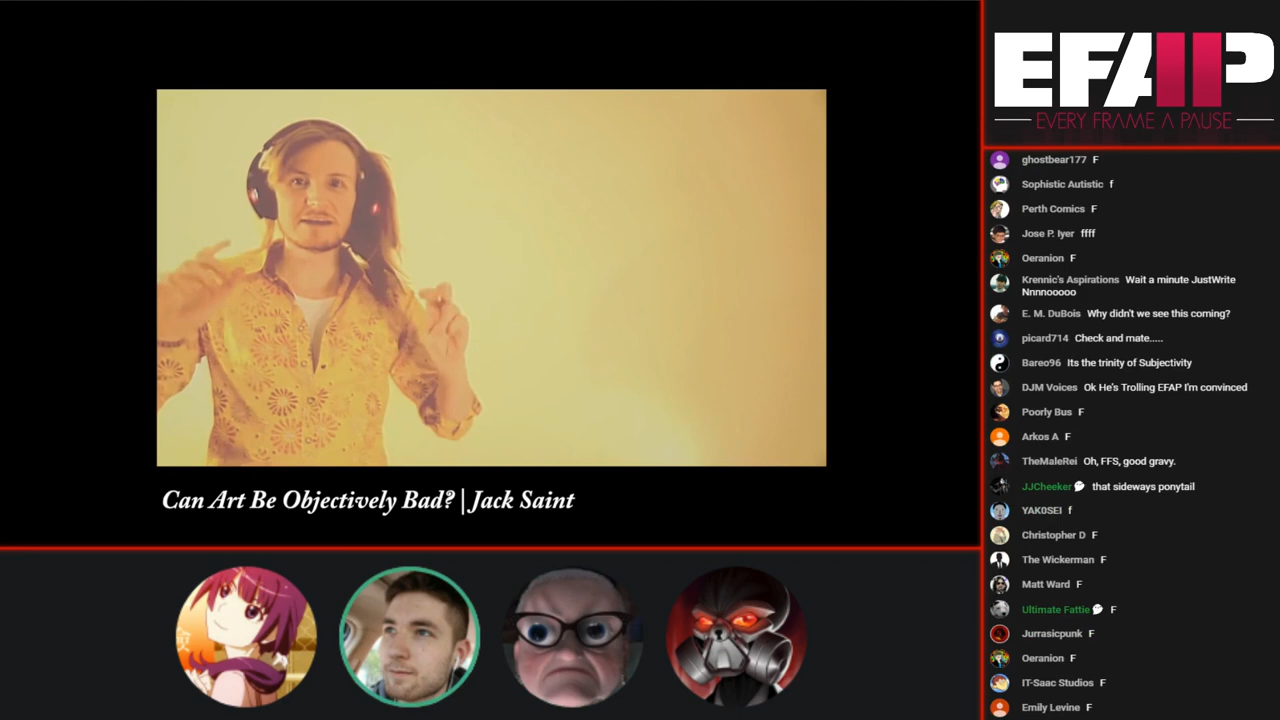 EFAP
EVERY FRAME A PAUSE
ghostbear177 F
Sophistic Autistic f
Perth Comics F
Jose P. Iyer ffff
Oeranion F
Krennic's Aspirations Wait a minute JustWrite
Nnnnooooo
E. M. DuBois Why didn't we see this coming?
picard714 Check and mate.....
Bareo96 Its the trinity of Subjectivity
DJM Voices Ok He's Trolling EFAP I'm convinced
Poorly Bus F
Arkos A F
TheMaleRei Oh, FFS, good gravy.
JJCheeker that sideways ponytail
YAK0SEI f
Christopher D F
The Wickerman F
Matt Ward F
Ultimate Fattie F
Jurrasicpunk F
Oeranion F
IT-Saac Studios F
Emily Levine F
Can Art Be Objectively Bad? | Jack Saint